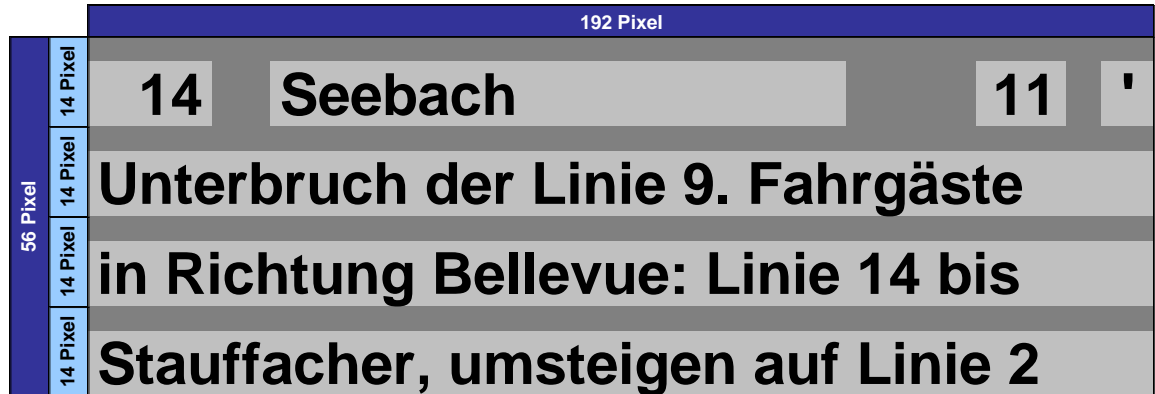 192 Pixel
56 Pixel
14 Pixel
14 Seebach 11 '
14 Pixel
Unterbruch der Linie 9. Fahrgäste
14 Pixel
in Richtung Bellevue: Linie 14 bis
14 Pixel
Stauffacher, umsteigen auf Linie 2